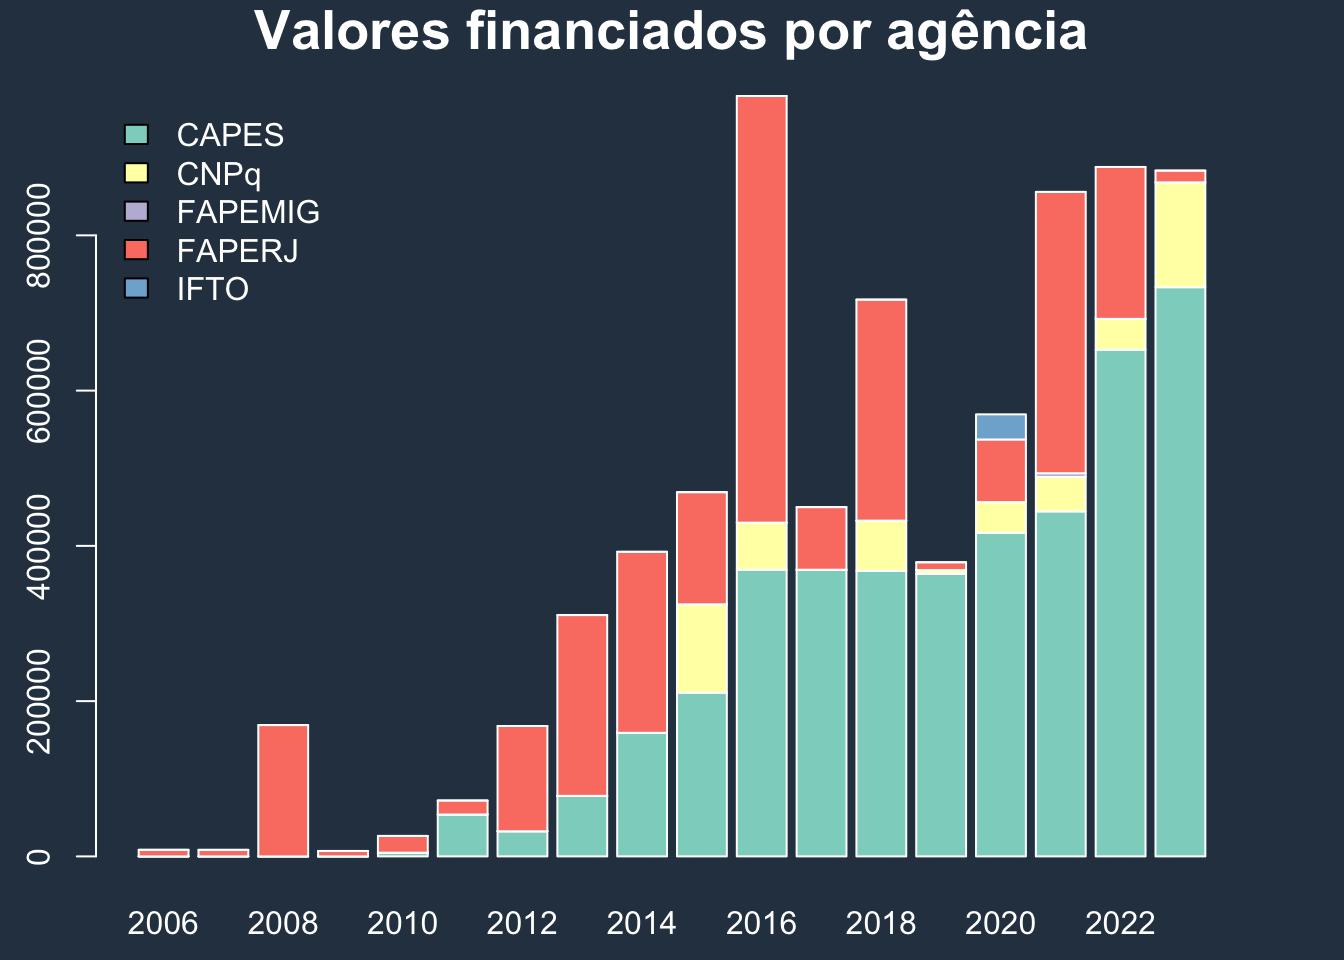 Valores financiados por agência
CAPES
CNPq
FAPEMIG
FAPERJ
IFTO
800000
600000
400000
200000
0
2006 2008 2010 2012 2014 2016 2018 2020 2022